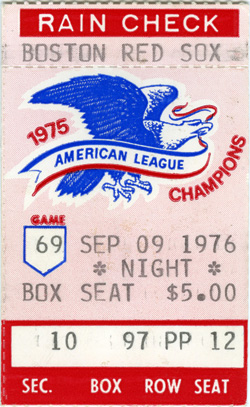 RAIN CHECK
BOSTON RED SOX
1975
AMERICAN LEAGUE
CHAMPIONS
GAME
69 SEP 09 1976
* NIGHT *
BOX SEAT $5.00
10 97 PP 12
SEC. BOX ROW SEAT